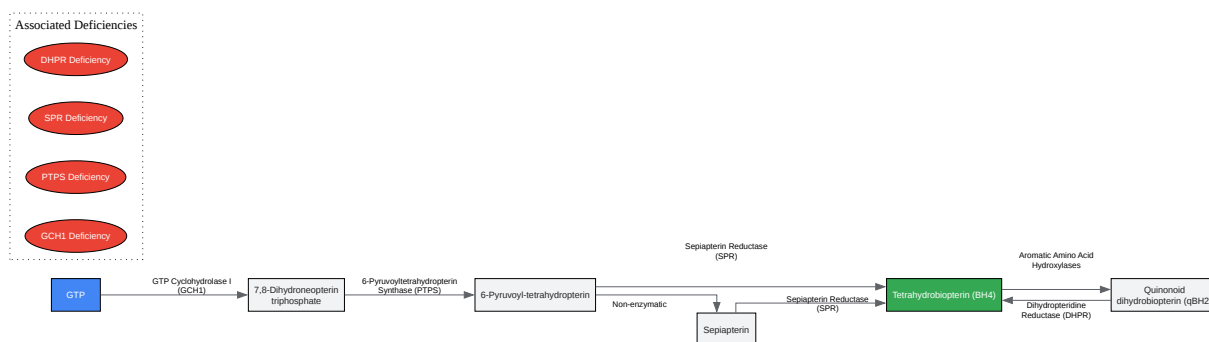 Associated Deficiencies
DHPR Deficiency
SPR Deficiency
PTPS Deficiency
GCH1 Deficiency
GTP
GTP Cyclohydrolase I
(GCH1)
7,8-Dihydroneopterin
triphosphate
6-Pyruvoyltetrahydropterin
Synthase (PTPS)
6-Pyruvoyl-tetrahydropterin
Sepiapterin Reductase
(SPR)
Non-enzymatic
Sepiapterin
Sepiapterin Reductase
(SPR)
Tetrahydrobiopterin (BH4)
Aromatic Amino Acid
Hydroxylases
Dihydropteridine
Reductase (DHPR)
Quinonoid
dihydrobiopterin (qBH2